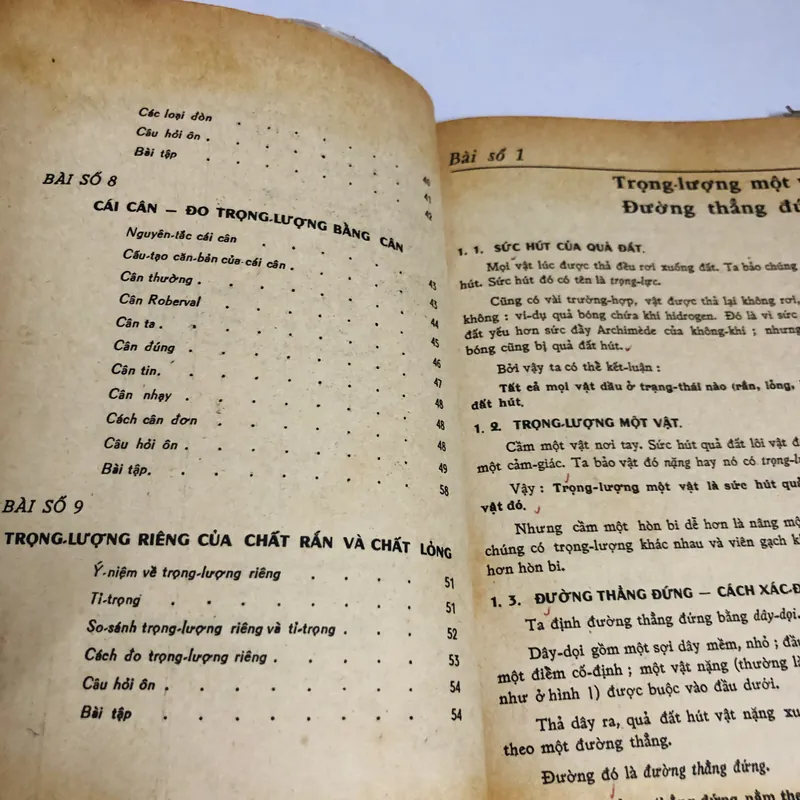 Các loại đòn . . . . . .
Câu hỏi ôn . . . . . . 40
Bài tập . . . . . . 41
BÀI SỐ 8 42
CÁI CÂN — ĐO TRỌNG-LƯỢNG BẰNG CÂN
Nguyên-tắc cái cân . . . . 43
Cấu-tạo căn-bản của cái cân . . . . 43
Cân thường . . . . . . 44
Cân Roberval . . . . . . 45
Cân ta . . . . . . 46
Cân đúng . . . . . . 47
Cân tin . . . . . . 48
Cân nhạy . . . . . . 48
Cách cân đơn . . . . . . 48
Câu hỏi ôn . . . . . . 49
Bài tập . . . . . . 58
BÀI SỐ 9
TRỌNG-LƯỢNG RIÊNG CỦA CHẤT RẮN VÀ CHẤT LỎNG
Ý-niệm về trọng-lượng riêng . . . . 51
Tỉ-trọng . . . . . . . 51
So-sánh trọng-lượng riêng và tỉ-trọng . . . 52
Cách đo trọng-lượng riêng . . . . . 53
Câu hỏi ôn . . . . . . . 54
Bài tập . . . . . . . 54
Bài số 1
Trọng-lượng một
Đường thẳng
1. 1. SỨC HÚT CỦA QUẢ ĐẤT.
Mọi vật lúc được thả đều rơi xuống đất. Ta bảo chúng
hút. Sức hút đó có tên là trọng-lực.
Cũng có vài trường-hợp, vật được thả lại không rơi,
không : ví-dụ quả bóng chứa khí hidrogen. Đó là vì sức
đất yếu hơn sức đẩy Archimède của không-khí ; nhưng
bóng cũng bị quả đất hút.
Bởi vậy ta có thể kết-luận :
Tất cả mọi vật dầu ở trạng-thái nào (rắn, lỏng,
đất hút.
1. 2. TRỌNG-LƯỢNG MỘT VẬT.
Cầm một vật nơi tay. Sức hút quả đất lôi vật
một cảm-giác. Ta bảo vật đó nặng hay nó có
Vậy : Trọng-lượng một vật là sức hút quả
vật đó.
Nhưng cầm một hòn bi dễ hơn là nâng một
chúng có trọng-lượng khác nhau và viên gạch
hơn hòn bi.
1. 3. ĐƯỜNG THẲNG ĐỨNG — CÁCH
Ta định đường thẳng đứng bằng dây-dọi.
Dây-dọi gồm một sợi dây mềm, nhỏ ; đầu
một điểm cố-định ; một vật nặng (thường là
như ở hình 1) được buộc vào đầu dưới.
Thả dây ra, quả đất hút vật nặng
theo một đường thẳng.
Đường đó là đường thẳng đứng.
thẳng đứng nằm